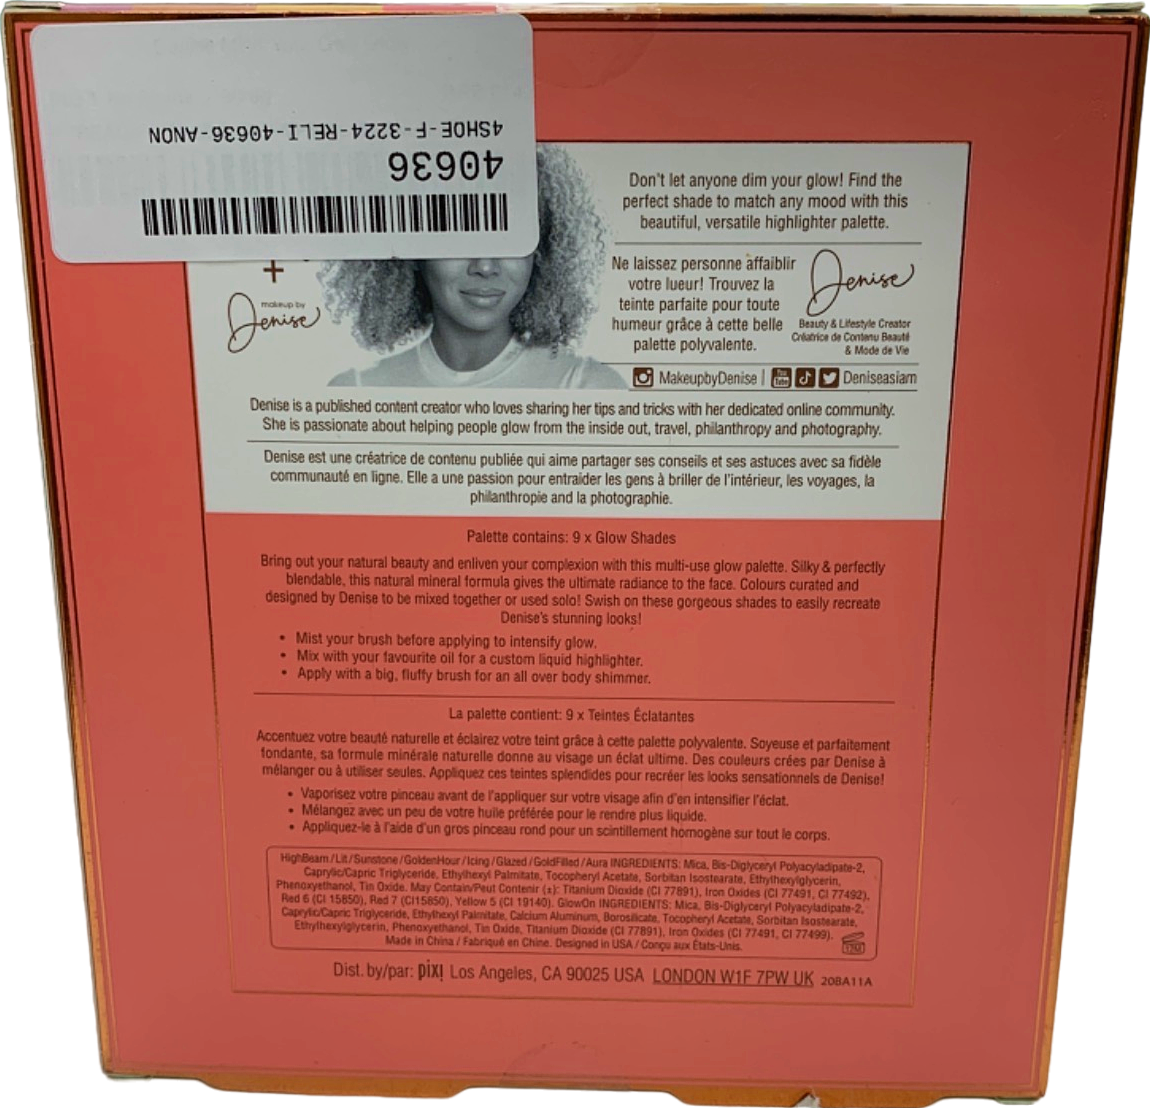 4SHOE-F-3224-RELI-40636-ANON
40636
+
makeup by
Denise
Don't let anyone dim your glow! Find the
perfect shade to match any mood with this
beautiful, versatile highlighter palette.
Ne laissez personne affaiblir
votre lueur! Trouvez la
teinte parfaite pour toute
humeur grâce à cette belle
palette polyvalente.
Denise
Beauty & Lifestyle Creator
Créatrice de Contenu Beauté
& Mode de Vie
MakeupbyDenise | You Tube Deniseasiam
Denise is a published content creator who loves sharing her tips and tricks with her dedicated online community.
She is passionate about helping people glow from the inside out, travel, philanthropy and photography.
Denise est une créatrice de contenu publiée qui aime partager ses conseils et ses astuces avec sa fidèle
communauté en ligne. Elle a une passion pour entraider les gens à briller de l'intérieur, les voyages, la
philanthropie and la photographie.
Palette contains: 9 x Glow Shades
Bring out your natural beauty and enliven your complexion with this multi-use glow palette. Silky & perfectly
blendable, this natural mineral formula gives the ultimate radiance to the face. Colours curated and
designed by Denise to be mixed together or used solo! Swish on these gorgeous shades to easily recreate
Denise's stunning looks!
• Mist your brush before applying to intensify glow.
• Mix with your favourite oil for a custom liquid highlighter.
• Apply with a big, fluffy brush for an all over body shimmer.
La palette contient: 9 x Teintes Éclatantes
Accentuez votre beauté naturelle et éclairez votre teint grâce à cette palette polyvalente. Soyeuse et parfaitement
fondante, sa formule minérale naturelle donne au visage un éclat ultime. Des couleurs crées par Denise à
mélanger ou à utiliser seules. Appliquez ces teintes splendides pour recréer les looks sensationnels de Denise!
• Vaporisez votre pinceau avant de l'appliquer sur votre visage afin d'en intensifier l'éclat.
• Mélangez avec un peu de votre huile préférée pour le rendre plus liquide.
• Appliquez-le à l'aide d'un gros pinceau rond pour un scintillement homogène sur tout le corps.
HighBeam/Lit/Sunstone/GoldenHour/Icing/Glazed/GoldFilled/Aura INGREDIENTS: Mica, Bis-Diglyceryl Polyacyladipate-2,
Caprylic/Capric Triglyceride, Ethylhexyl Palmitate, Tocopheryl Acetate, Sorbitan Isostearate, Ethylhexylglycerin,
Phenoxyethanol, Tin Oxide. May Contain/Peut Contenir (±): Titanium Dioxide (CI 77891), Iron Oxides (CI 77491, CI 77492),
Red 6 (CI 15850), Red 7 (CI15850), Yellow 5 (CI 19140). GlowOn INGREDIENTS: Mica, Bis-Diglyceryl Polyacyladipate-2,
Caprylic/Capric Triglyceride, Ethylhexyl Palmitate, Calcium Aluminum, Borosilicate, Tocopheryl Acetate, Sorbitan Isostearate,
Ethylhexylglycerin, Phenoxyethanol, Tin Oxide, Titanium Dioxide (CI 77891), Iron Oxides (CI 77491, CI 77499).
Made in China / Fabriqué en Chine. Designed in USA / Conçu aux États-Unis.
12M
Dist. by/par: pixi Los Angeles, CA 90025 USA LONDON W1F 7PW UK 208A11A